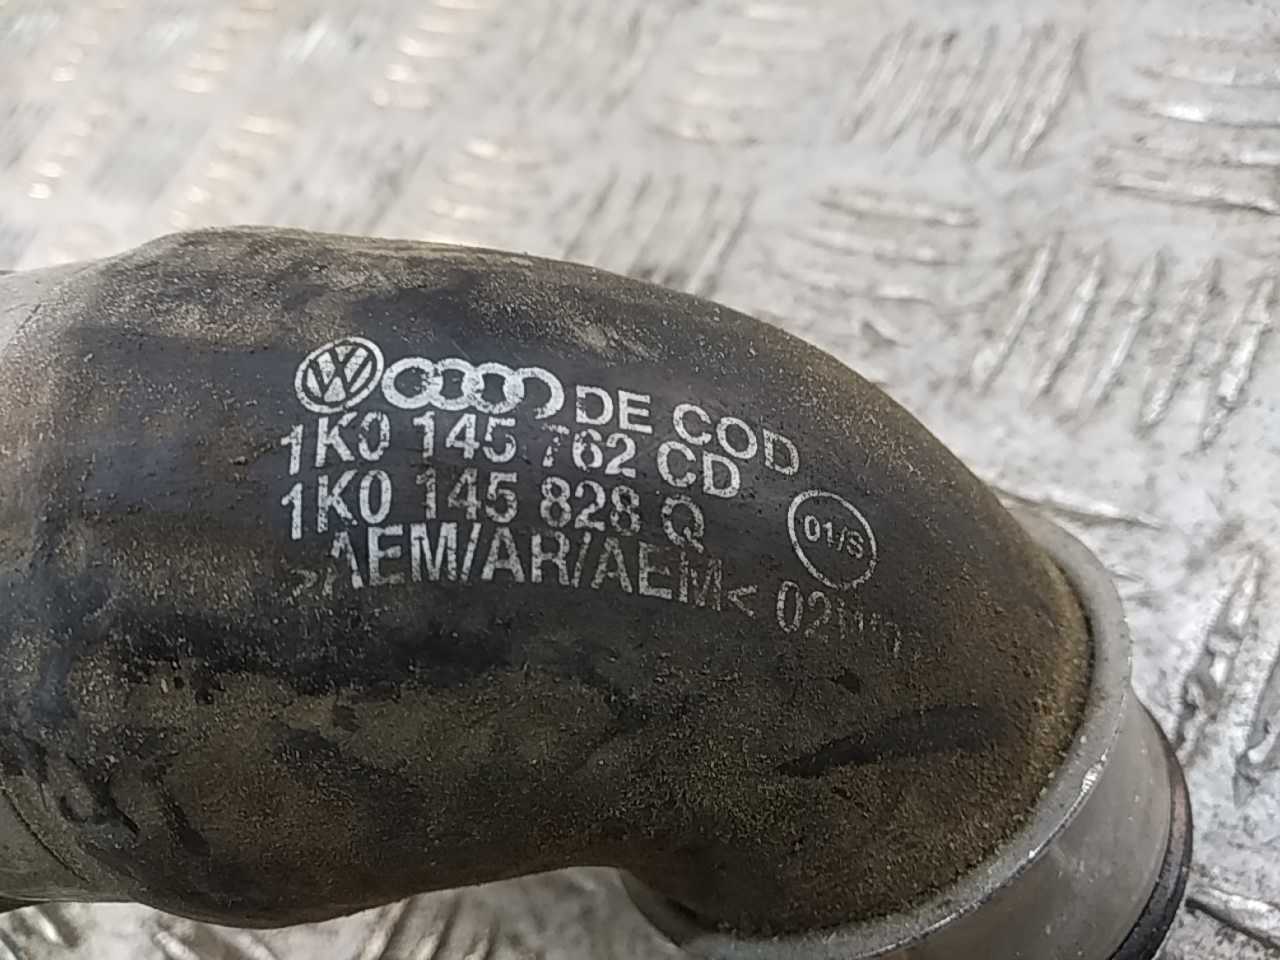 DE COD
1K0 145 762 CD
1K0 145 828 Q
01/S
>AEM/AR/AEM<